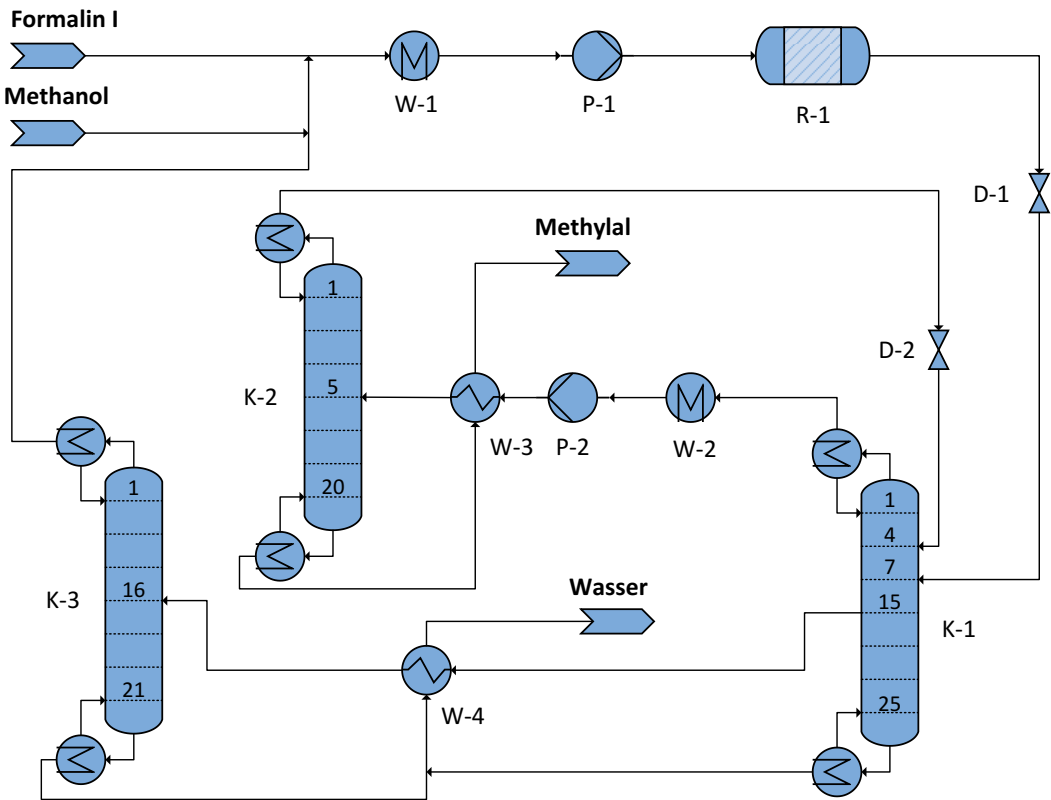 Formalin I
Methanol
W-1
P-1
R-1
D-1
Methylal
1
D-2
K-2
5
W-3
P-2
W-2
20
1
1
4
7
Wasser
K-3
16
15
K-1
21
W-4
25